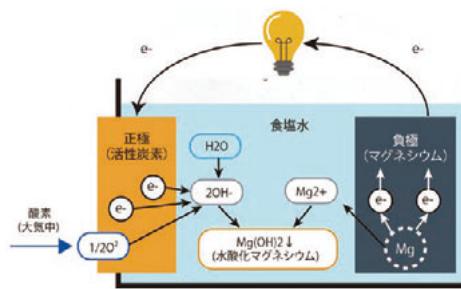 e-
e-
正極
(活性炭素)
食塩水
負極
(マグネシウム)
H2O
e-
2OH-
Mg2+
e-
e-
e-
酸素
(大気中)
1/2O²
Mg(OH)2↓
(水酸化マグネシウム)
Mg